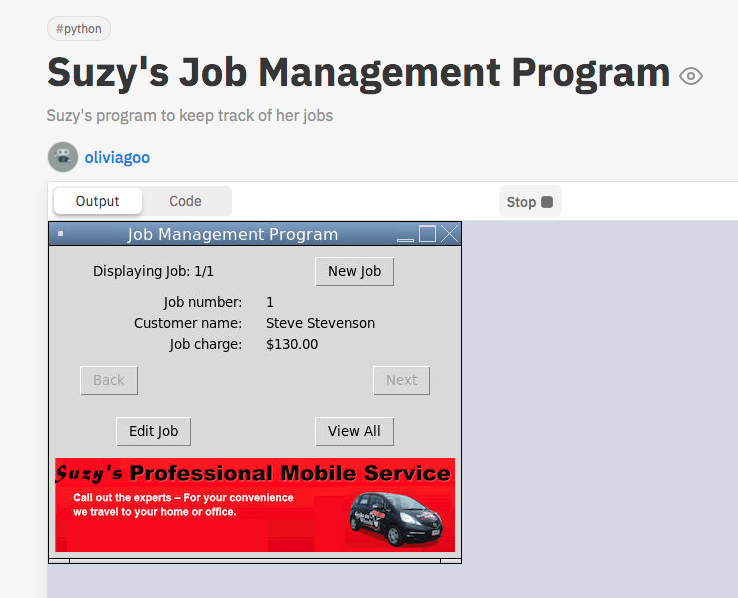 #python
Suzy's Job Management Program
Suzy's program to keep track of her jobs
oliviagoo
Output Code Stop
Job Management Program
Displaying Job: 1/1 New Job
Job number: 1
Customer name: Steve Stevenson
Job charge: $130.00
Back Next
Edit Job View All
Suzy's Professional Mobile Service
Call out the experts – For your convenience
we travel to your home or office.